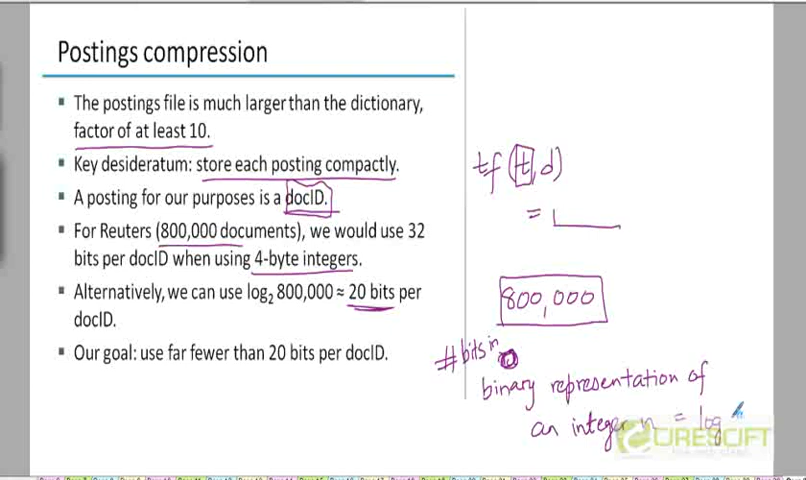 Postings compression
The postings file is much larger than the dictionary,
factor of at least 10.
Key desideratum: store each posting compactly.
A posting for our purposes is a docID.
For Reuters (800,000 documents), we would use 32
bits per docID when using 4-byte integers.
Alternatively, we can use log₂ 800,000 ≈ 20 bits per
docID.
Our goal: use far fewer than 20 bits per docID.
tf(t,d)
=
800,000
#bits in
binary representation of
an integer n = log